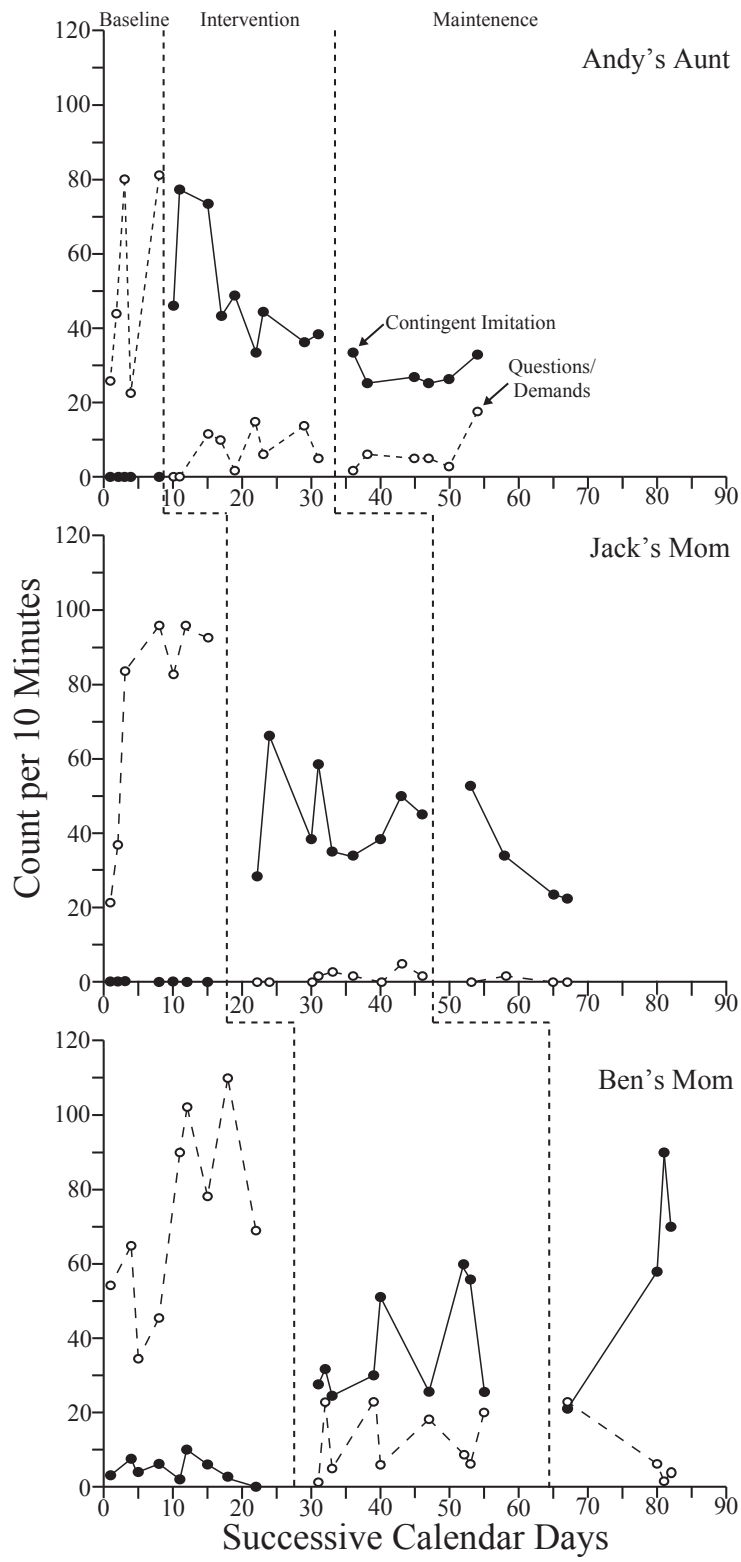 Baseline Intervention Maintenence
Andy's Aunt
120
100
80
60
40
20
0
Contingent Imitation
Questions/
Demands
0 10 20 30 40 50 60 70 80 90
Jack's Mom
Count per 10 Minutes
120
100
80
60
40
20
0
0 10 20 30 40 50 60 70 80 90
Ben's Mom
120
100
80
60
40
20
0
0 10 20 30 40 50 60 70 80 90
Successive Calendar Days